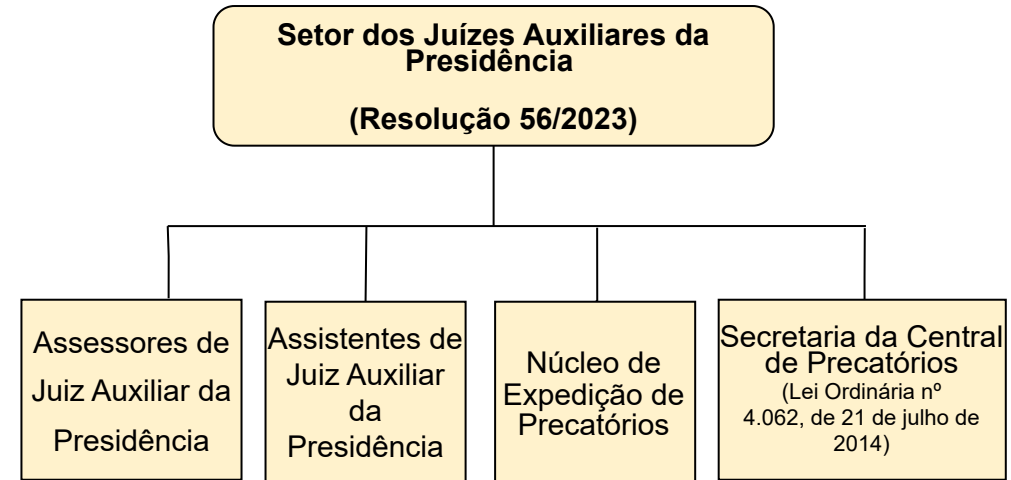 Setor dos Juízes Auxiliares da
Presidência
(Resolução 56/2023)
Assessores de
Juiz Auxiliar da
Presidência
Assistentes de
Juiz Auxiliar
da
Presidência
Núcleo de
Expedição de
Precatórios
Secretaria da Central
de Precatórios
(Lei Ordinária nº
4.062, de 21 de julho de
2014)